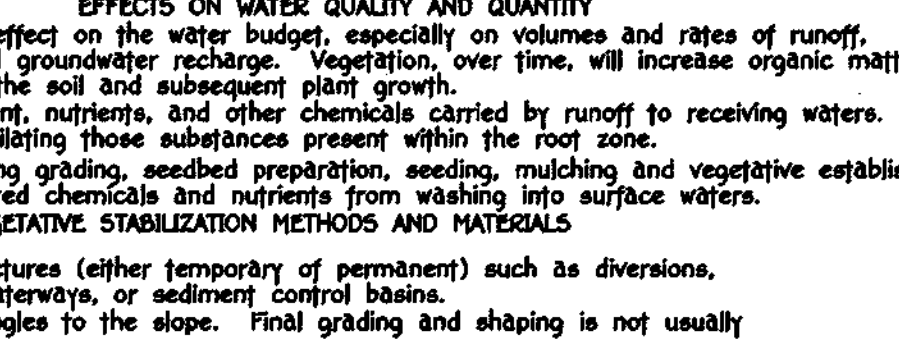 EFFECTS ON WATER QUALITY AND QUANTITY
effect on the water budget, especially on volumes and rates of runoff,
groundwater recharge. Vegetation, over time, will increase organic matt
the soil and subsequent plant growth.
nt, nutrients, and other chemicals carried by runoff to receiving waters.
ilating those substances present within the root zone.
ng grading, seedbed preparation, seeding, mulching and vegetative establis
red chemicals and nutrients from washing into surface waters.
GETATIVE STABILIZATION METHODS AND MATERIALS
ctures (either temporary of permanent) such as diversions,
aterways, or sediment control basins.
ngles to the slope. Final grading and shaping is not usually